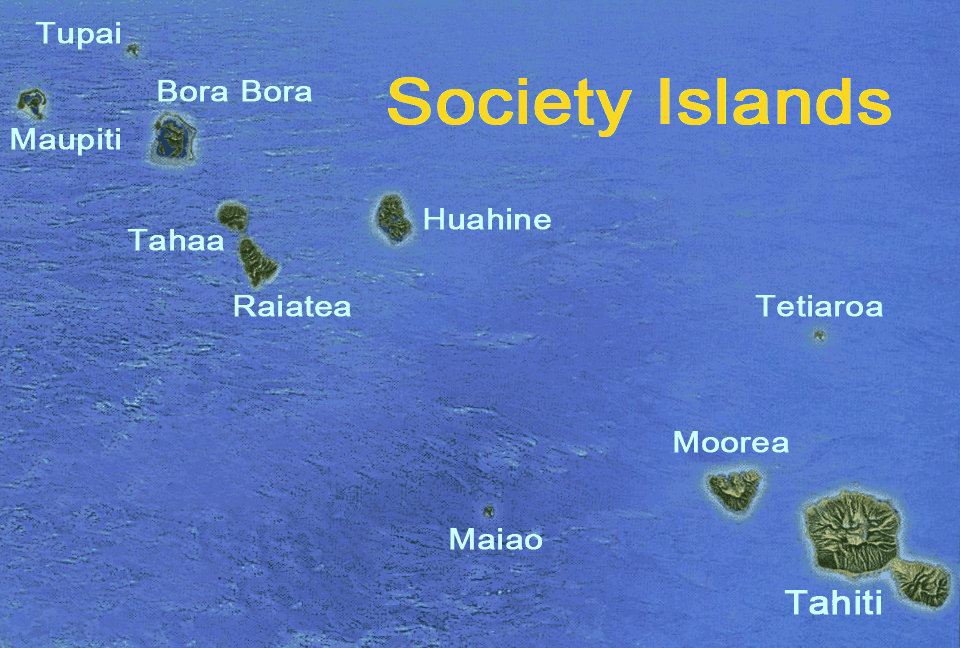 Tupai
Society Islands
Bora Bora
Maupiti
Huahine
Tahaa
Raiatea
Tetiaroa
Moorea
Maiao
Tahiti